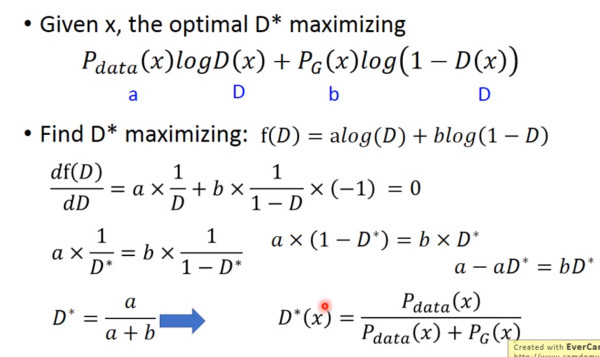 • Given x, the optimal D* maximizing
P_data(x)logD(x) + P_G(x)log(1 − D(x))
a D b D
• Find D* maximizing: f(D) = alog(D) + blog(1 − D)
df(D)/dD = a × 1/D + b × 1/(1 − D) × (−1) = 0
a × 1/D* = b × 1/(1 − D*) a × (1 − D*) = b × D*
a − aD* = bD*
D* = a/(a + b) D*(x) = P_data(x)/(P_data(x) + P_G(x))
Created with EverCam